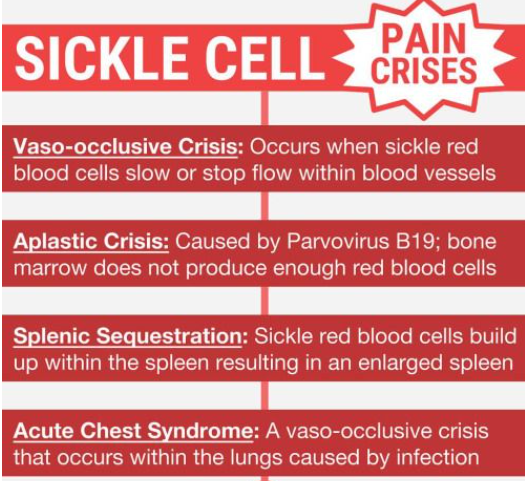 SICKLE CELL
PAIN
CRISES
Vaso-occlusive Crisis: Occurs when sickle red
blood cells slow or stop flow within blood vessels
Aplastic Crisis: Caused by Parvovirus B19; bone
marrow does not produce enough red blood cells
Splenic Sequestration: Sickle red blood cells build
up within the spleen resulting in an enlarged spleen
Acute Chest Syndrome: A vaso-occlusive crisis
that occurs within the lungs caused by infection